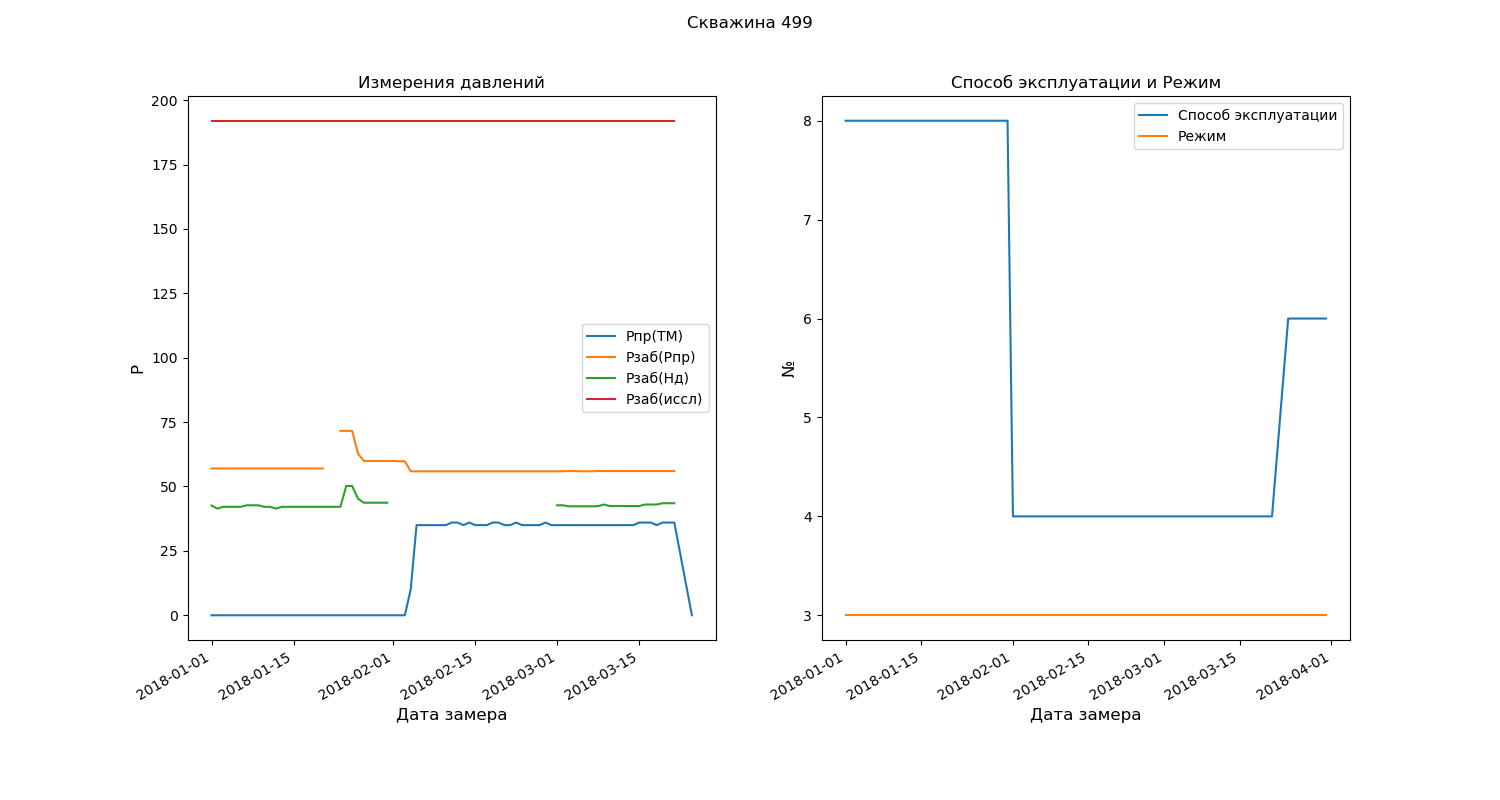 Скважина 499
Измерения давлений
200
175
150
125
100
75
50
25
0
P
Рпр(ТМ)
Рзаб(Рпр)
Рзаб(Нд)
Рзаб(иссл)
2018-01-01
2018-01-15
2018-02-01
2018-02-15
2018-03-01
2018-03-15
Дата замера
Способ эксплуатации и Режим
8
7
6
5
4
3
№
Способ эксплуатации
Режим
2018-01-01
2018-01-15
2018-02-01
2018-02-15
2018-03-01
2018-03-15
2018-04-01
Дата замера